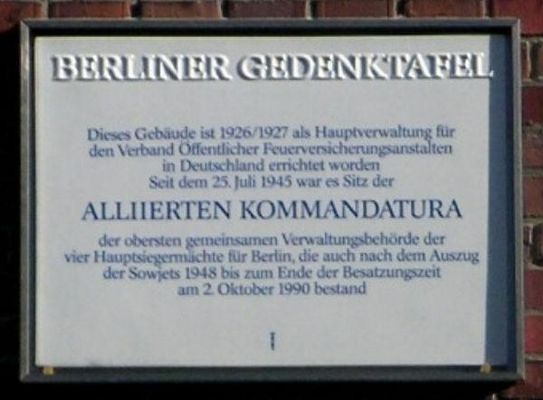 BERLINER GEDENKTAFEL
Dieses Gebäude ist 1926/1927 als Hauptverwaltung für
den Verband Öffentlicher Feuerversicherungsanstalten
in Deutschland errichtet worden
Seit dem 25. Juli 1945 war es Sitz der
ALLIIERTEN KOMMANDATURA
der obersten gemeinsamen Verwaltungsbehörde der
vier Hauptsiegermächte für Berlin, die auch nach dem Auszug
der Sowjets 1948 bis zum Ende der Besatzungszeit
am 2. Oktober 1990 bestand